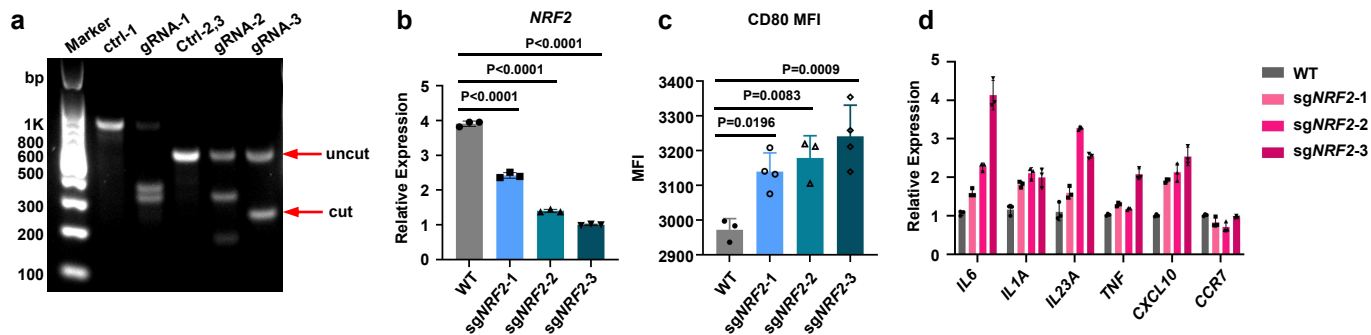 a
Marker
ctrl-1
gRNA-1
Ctrl-2,3
gRNA-2
gRNA-3
bp
1K
800
600
500
300
200
100
uncut
cut
b
NRF2
P<0.0001
P<0.0001
P<0.0001
Relative Expression
5
4
3
2
1
0
WT
sgNRF2-1
sgNRF2-2
sgNRF2-3
c
CD80 MFI
P=0.0009
P=0.0083
P=0.0196
MFI
3400
3300
3200
3100
3000
2900
WT
sgNRF2-1
sgNRF2-2
sgNRF2-3
d
Relative Expression
5
4
3
2
1
0
IL6
IL1A
IL23A
TNF
CXCL10
CCR7
WT
sgNRF2-1
sgNRF2-2
sgNRF2-3